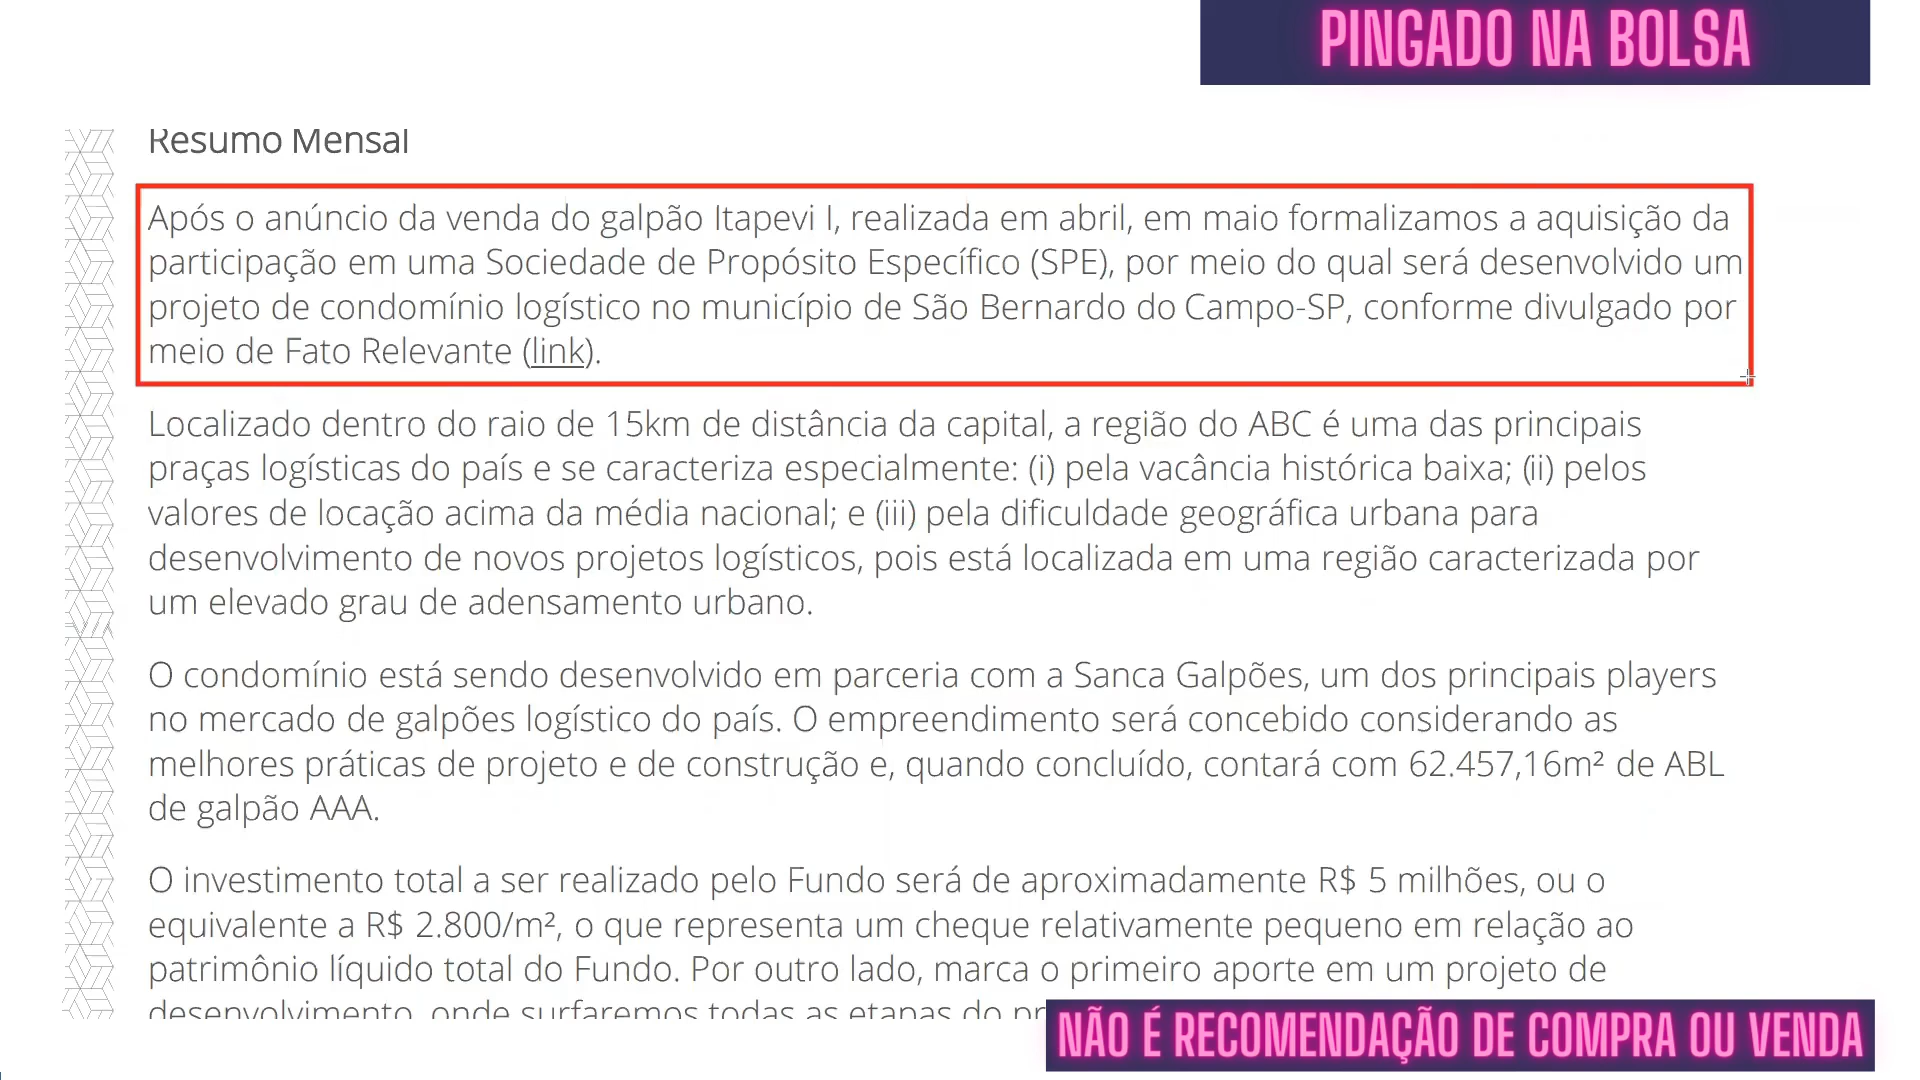 PINGADO NA BOLSA
Resumo Mensal
Após o anúncio da venda do galpão Itapevi I, realizada em abril, em maio formalizamos a aquisição da
participação em uma Sociedade de Propósito Específico (SPE), por meio do qual será desenvolvido um
projeto de condomínio logístico no município de São Bernardo do Campo-SP, conforme divulgado por
meio de Fato Relevante (link).
Localizado dentro do raio de 15km de distância da capital, a região do ABC é uma das principais
praças logísticas do país e se caracteriza especialmente: (i) pela vacância histórica baixa; (ii) pelos
valores de locação acima da média nacional; e (iii) pela dificuldade geográfica urbana para
desenvolvimento de novos projetos logísticos, pois está localizada em uma região caracterizada por
um elevado grau de adensamento urbano.
O condomínio está sendo desenvolvido em parceria com a Sanca Galpões, um dos principais players
no mercado de galpões logístico do país. O empreendimento será concebido considerando as
melhores práticas de projeto e de construção e, quando concluído, contará com 62.457,16m² de ABL
de galpão AAA.
O investimento total a ser realizado pelo Fundo será de aproximadamente R$ 5 milhões, ou o
equivalente a R$ 2.800/m², o que representa um cheque relativamente pequeno em relação ao
patrimônio líquido total do Fundo. Por outro lado, marca o primeiro aporte em um projeto de
desenvolvimento, onde surfaremos todas as etapas do
NÃO É RECOMENDAÇÃO DE COMPRA OU VENDA